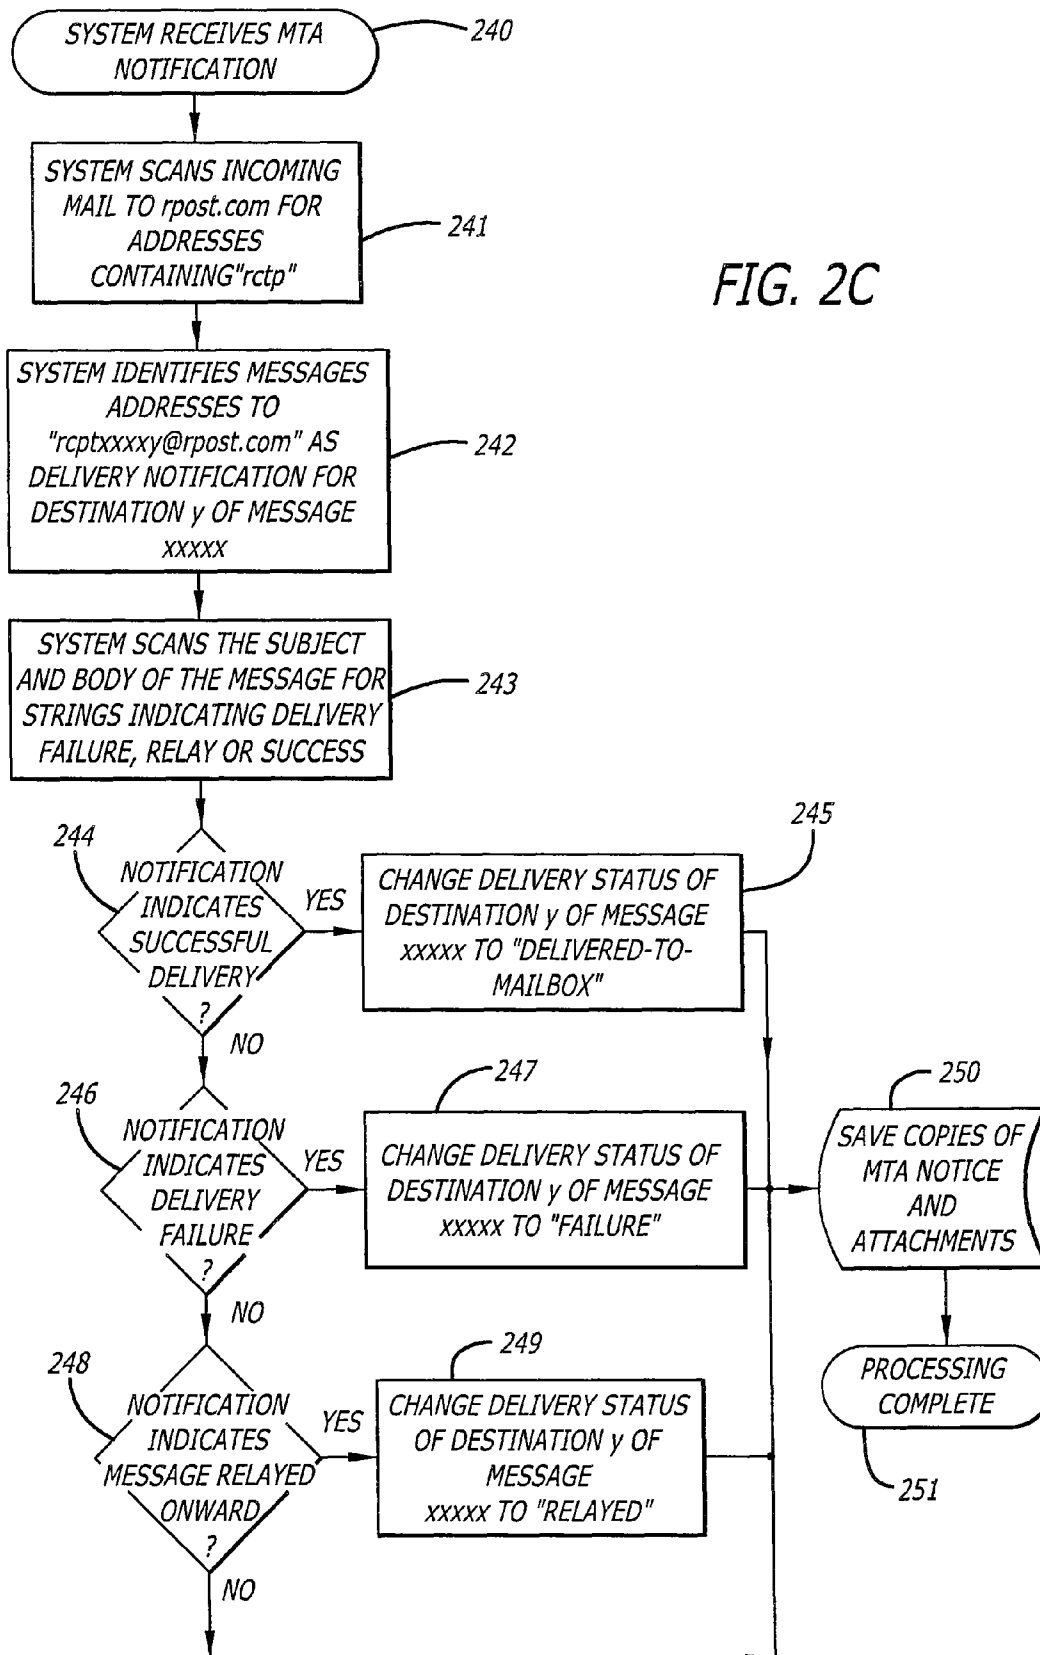 SYSTEM RECEIVES MTA
NOTIFICATION
240
SYSTEM SCANS INCOMING
MAIL TO rpost.com FOR
ADDRESSES
CONTAINING"rctp"
241
FIG. 2C
SYSTEM IDENTIFIES MESSAGES
ADDRESSES TO
"rcptxxxxy@rpost.com" AS
DELIVERY NOTIFICATION FOR
DESTINATION y OF MESSAGE
xxxxx
242
SYSTEM SCANS THE SUBJECT
AND BODY OF THE MESSAGE FOR
STRINGS INDICATING DELIVERY
FAILURE, RELAY OR SUCCESS
243
244
NOTIFICATION
INDICATES
SUCCESSFUL
DELIVERY
?
YES
NO
245
CHANGE DELIVERY STATUS OF
DESTINATION y OF MESSAGE
xxxxx TO "DELIVERED-TO-
MAILBOX"
246
NOTIFICATION
INDICATES
DELIVERY
FAILURE
?
YES
NO
247
CHANGE DELIVERY STATUS OF
DESTINATION y OF MESSAGE
xxxxx TO "FAILURE"
250
SAVE COPIES OF
MTA NOTICE
AND
ATTACHMENTS
248
NOTIFICATION
INDICATES
MESSAGE RELAYED
ONWARD
?
YES
NO
249
CHANGE DELIVERY STATUS
OF DESTINATION y OF
MESSAGE
xxxxx TO "RELAYED"
PROCESSING
COMPLETE
251